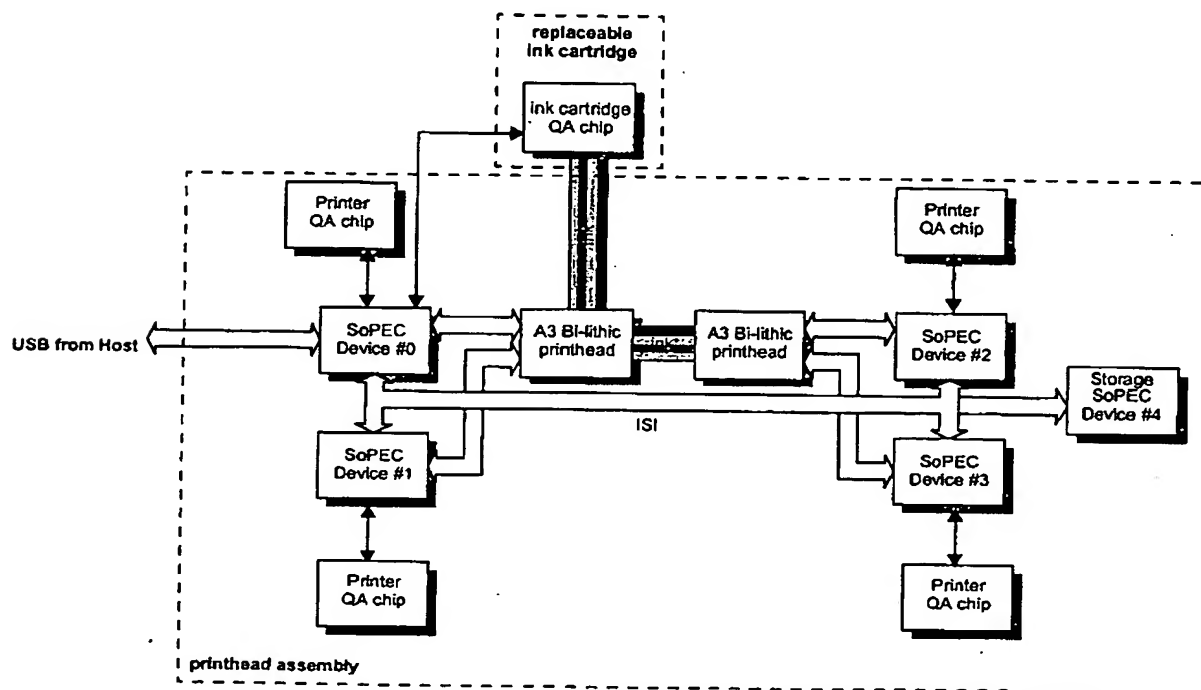 replaceable
ink cartridge
ink cartridge
QA chip
Printer
QA chip
Printer
QA chip
USB from Host
SoPEC
Device #0
A3 Bi-lithic
printhead
ink
A3 Bi-lithic
printhead
SoPEC
Device #2
Storage
SoPEC
Device #4
ISI
SoPEC
Device #1
SoPEC
Device #3
Printer
QA chip
Printer
QA chip
printhead assembly